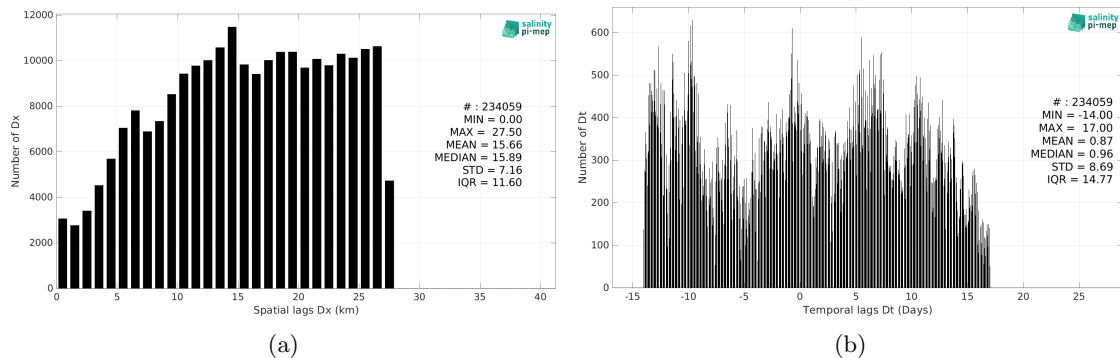 12000
10000
8000
6000
4000
2000
0
Number of Dx
0 5 10 15 20 25 30 35 40
Spatial lags Dx (km)
salinity
pi-mep
# : 234059
MIN = 0.00
MAX = 27.50
MEAN = 15.66
MEDIAN = 15.89
STD = 7.16
IQR = 11.60
(a)
600
500
400
300
200
100
0
Number of Dt
-15 -10 -5 0 5 10 15 20 25
Temporal lags Dt (Days)
salinity
pi-mep
# : 234059
MIN = -14.00
MAX = 17.00
MEAN = 0.87
MEDIAN = 0.96
STD = 8.69
IQR = 14.77
(b)